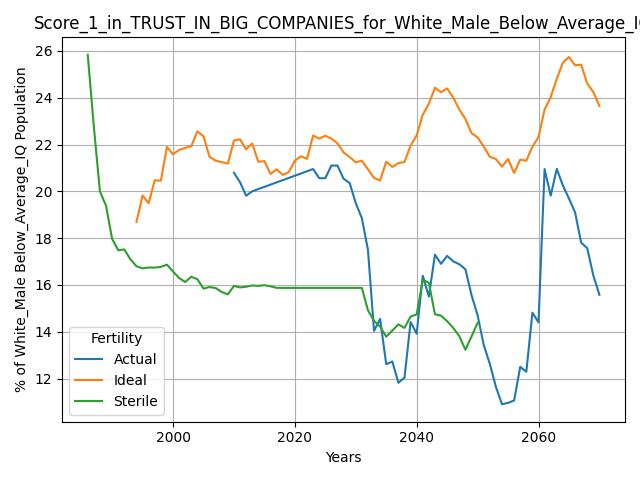 Score_1_in_TRUST_IN_BIG_COMPANIES_for_White_Male_Below_Average_I
% of White_Male Below_Average_IQ Population
26
24
22
20
18
16
14
12
Fertility
Actual
Ideal
Sterile
2000
2020
2040
2060
Years